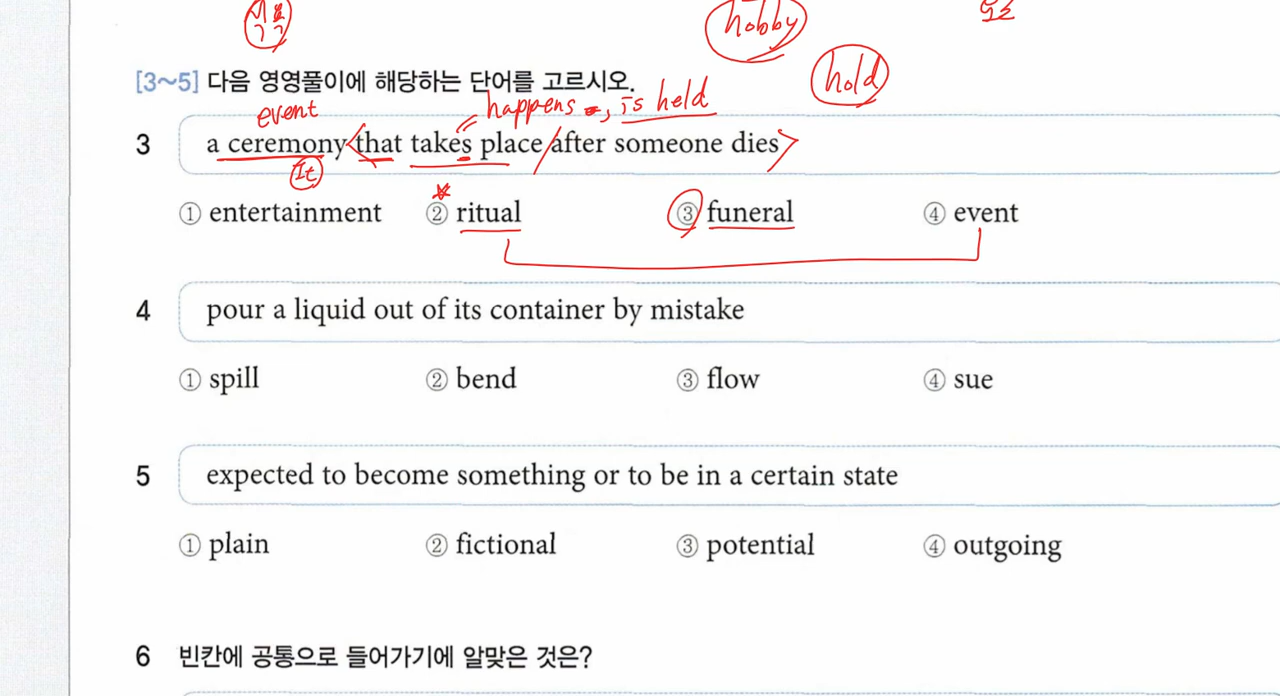 hobby
hold
[3~5] 다음 영영풀이에 해당하는 단어를 고르시오.
event
happens, is held
3 a ceremony that takes place after someone dies
It
① entertainment ② ritual ③ funeral ④ event
4 pour a liquid out of its container by mistake
① spill ② bend ③ flow ④ sue
5 expected to become something or to be in a certain state
① plain ② fictional ③ potential ④ outgoing
6 빈칸에 공통으로 들어가기에 알맞은 것은?